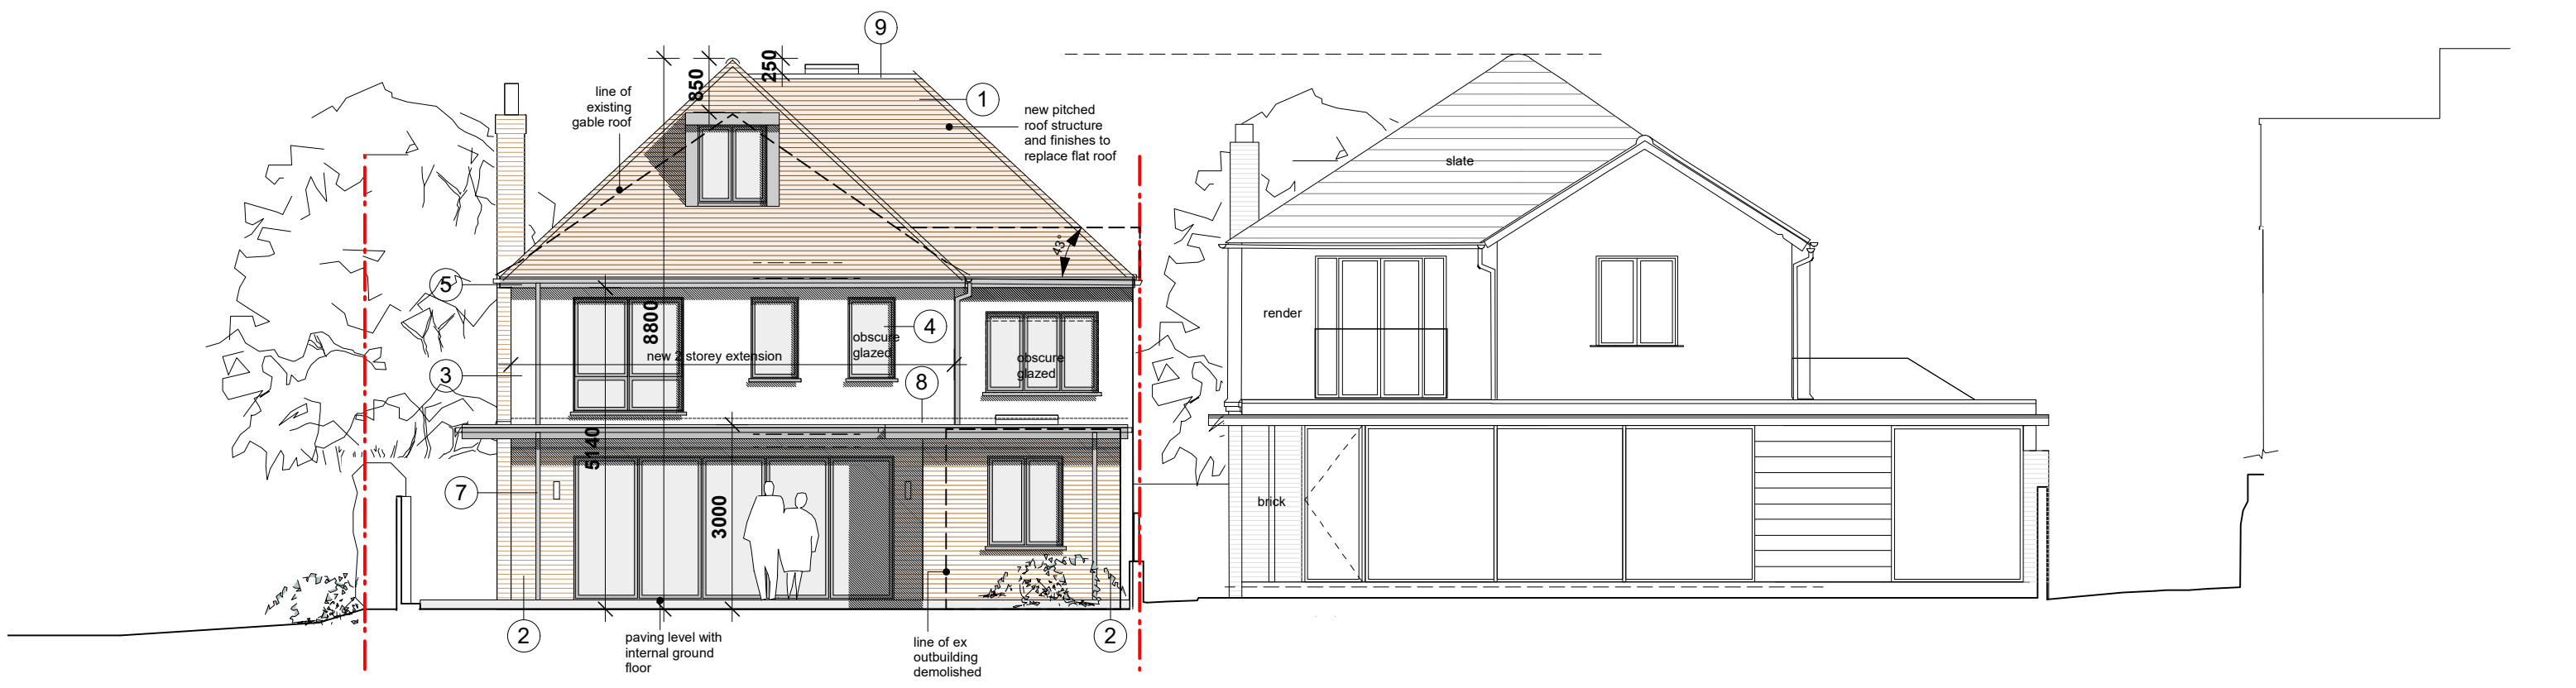 9
line of
existing
gable roof
850
250
1
new pitched
roof structure
and finishes to
replace flat roof
slate
43°
5
8800
4
obscure
glazed
new 2 storey extension
obscure
glazed
render
3
8
5140
7
3000
brick
2
paving level with
internal ground
floor
line of ex
outbuilding
demolished
2